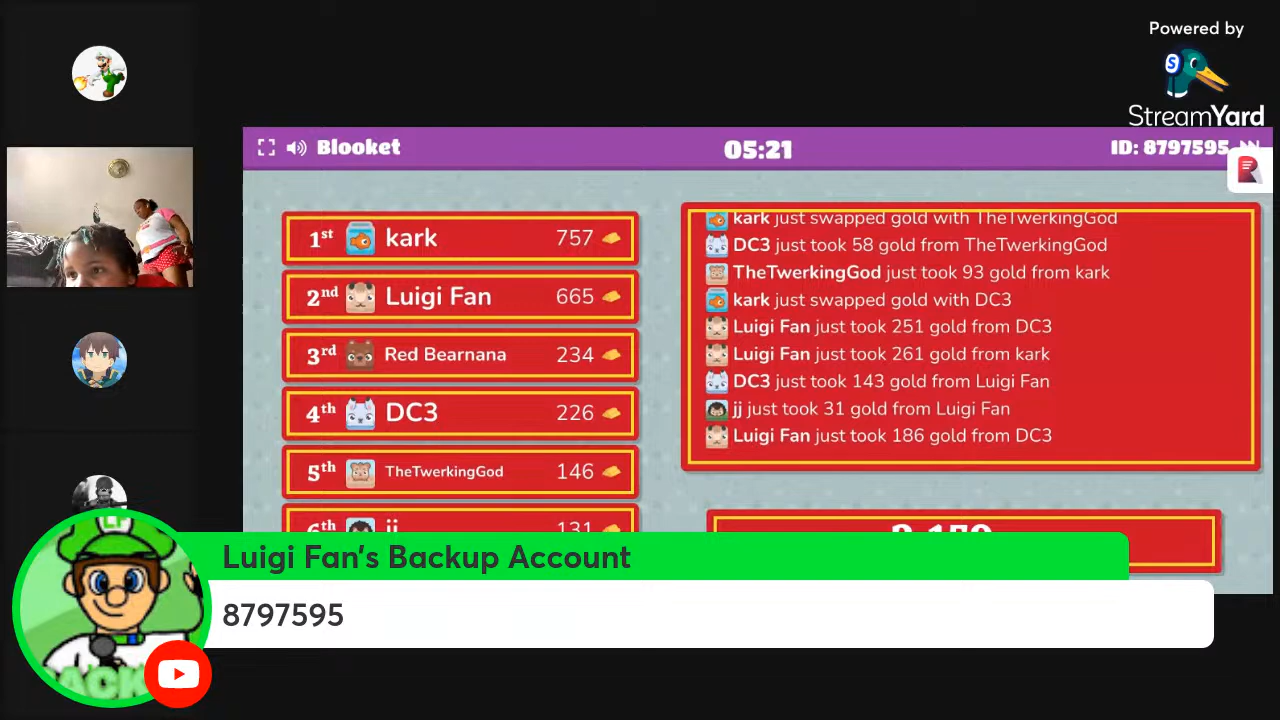 Powered by
StreamYard
Blooket
05:21
ID: 8797595
1st kark 757
2nd Luigi Fan 665
3rd Red Bearnana 234
4th DC3 226
5th TheTwerkingGod 146
6th jj 131
kark just swapped gold with TheTwerkingGod
DC3 just took 58 gold from TheTwerkingGod
TheTwerkingGod just took 93 gold from kark
kark just swapped gold with DC3
Luigi Fan just took 251 gold from DC3
Luigi Fan just took 261 gold from kark
DC3 just took 143 gold from Luigi Fan
jj just took 31 gold from Luigi Fan
Luigi Fan just took 186 gold from DC3
Luigi Fan's Backup Account
8797595